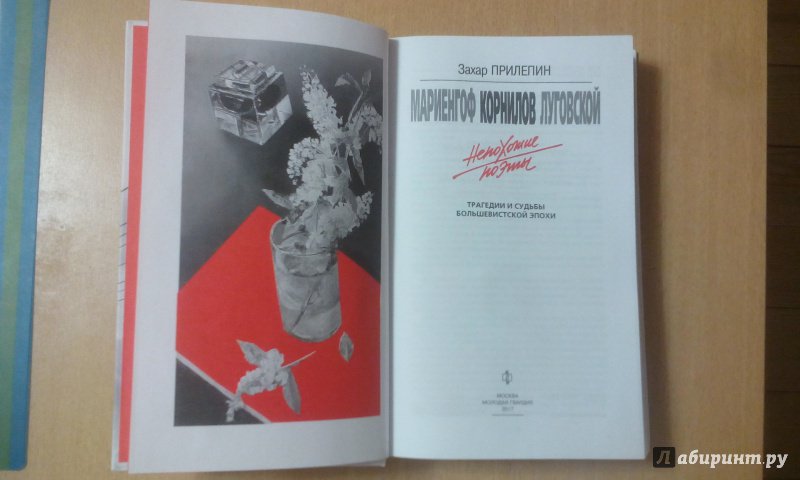 Захар ПРИЛЕПИН
МАРИЕНГОФ КОРНИЛОВ ЛУГОВСКОЙ
Непохожие
поэты
ТРАГЕДИИ И СУДЬБЫ
БОЛЬШЕВИСТСКОЙ ЭПОХИ
МОСКВА
МОЛОДАЯ ГВАРДИЯ
2017
Лабиринт.ру